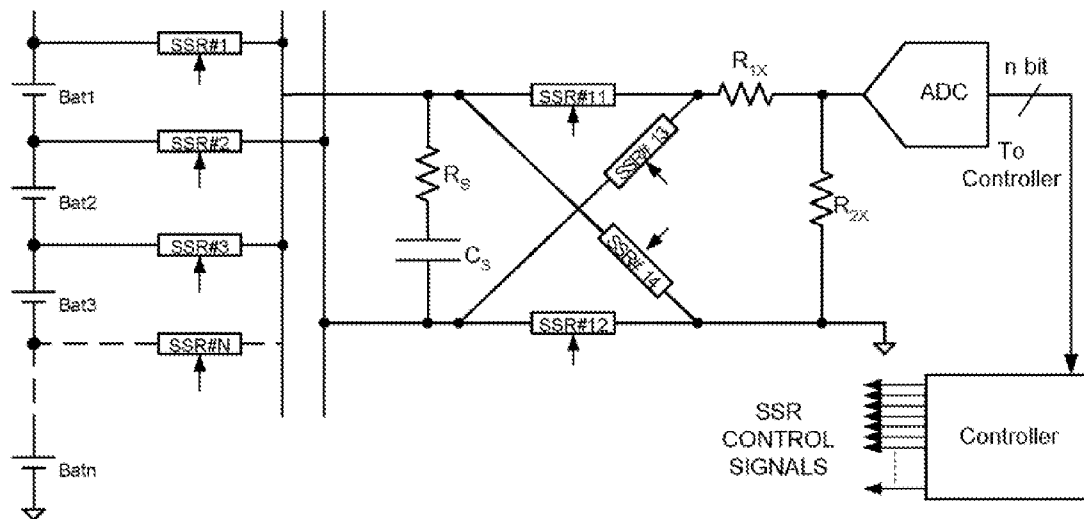 SSR#1
Bat1
SSR#2
Bat2
SSR#3
Bat3
SSR#N
Batn
RS
CS
SSR#11
SSR# 13
SSR# 14
SSR#12
R1X
R2X
ADC
n bit
To
Controller
SSR
CONTROL
SIGNALS
Controller